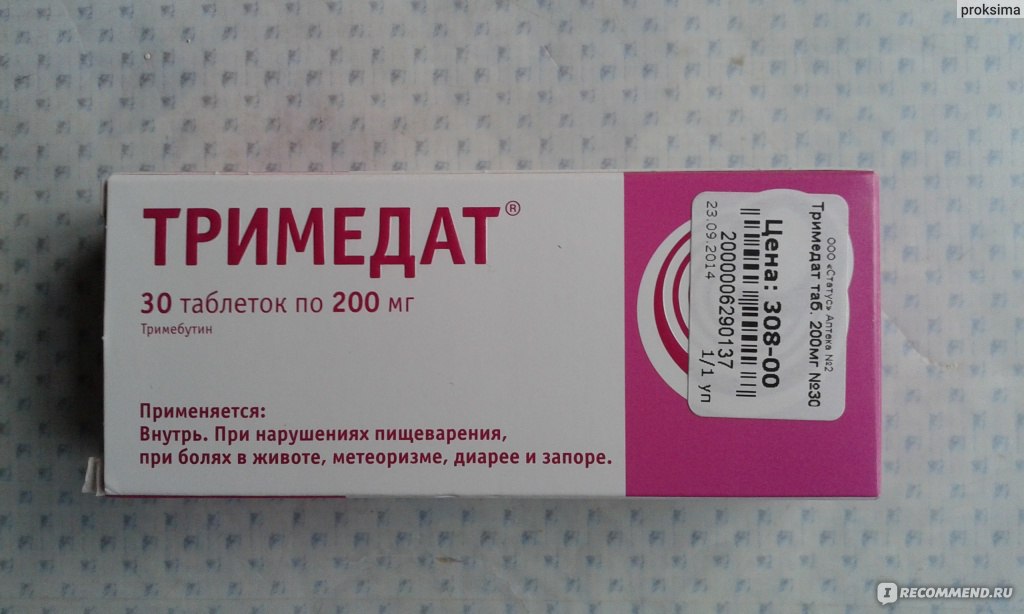 proksima
ТРИМЕДАТ®
30 таблеток по 200 мг
Тримебутин
Применяется:
Внутрь. При нарушениях пищеварения,
при болях в животе, метеоризме, диарее и запоре.
ООО «Статус» Аптека №2
Тримедат таб. 200мг №30
Цена: 308-00
2000006290137
23.09.2014
1/1 уп
IRECOMMEND.RU